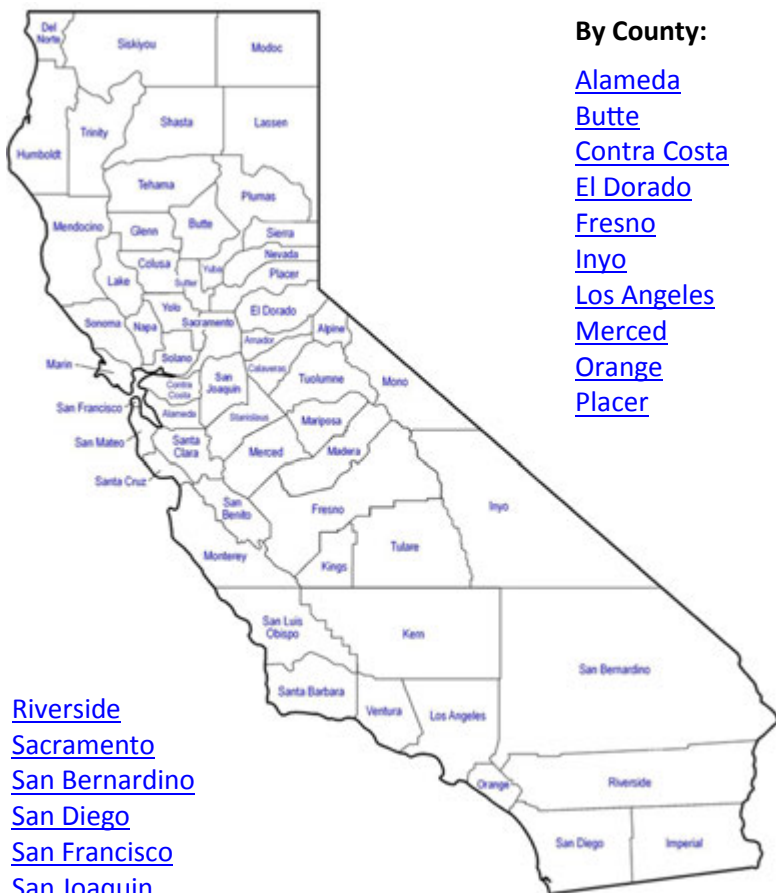 By County:
Alameda
Butte
Contra Costa
El Dorado
Fresno
Inyo
Los Angeles
Merced
Orange
Placer
Del
Norte
Siskiyou
Modoc
Humboldt
Trinity
Shasta
Lassen
Tehama
Plumas
Mendocino
Glenn
Butte
Sierra
Nevada
Colusa
Yuba
Placer
Lake
Sutter
Yolo
El Dorado
Sonoma
Napa
Sacramento
Alpine
Amador
Solano
Marin
Contra
Costa
San
Joaquin
Calaveras
Tuolumne
Mono
San Francisco
Alameda
Stanislaus
Mariposa
San Mateo
Santa
Clara
Merced
Madera
Santa Cruz
San
Benito
Fresno
Inyo
Monterey
Kings
Tulare
San Luis
Obispo
Kern
San Bernardino
Santa Barbara
Ventura
Los Angeles
Orange
Riverside
San Diego
Imperial
Riverside
Sacramento
San Bernardino
San Diego
San Francisco
San Joaquin